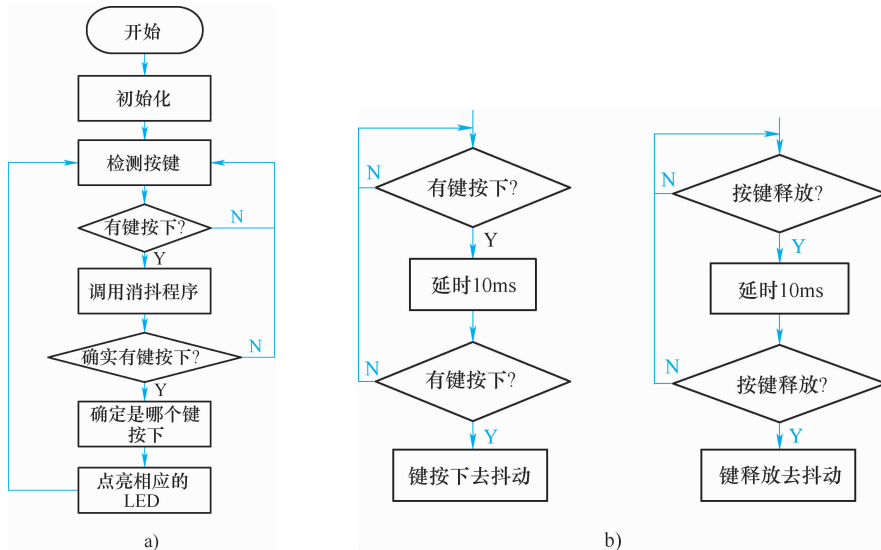 开始
初始化
检测按键
有键按下?
N
Y
调用消抖程序
确实有键按下?
N
Y
确定是哪个键
按下
点亮相应的
LED
a)
有键按下?
N
Y
延时10ms
有键按下?
N
Y
键按下去抖动
按键释放?
N
Y
延时10ms
按键释放?
N
Y
键释放去抖动
b)